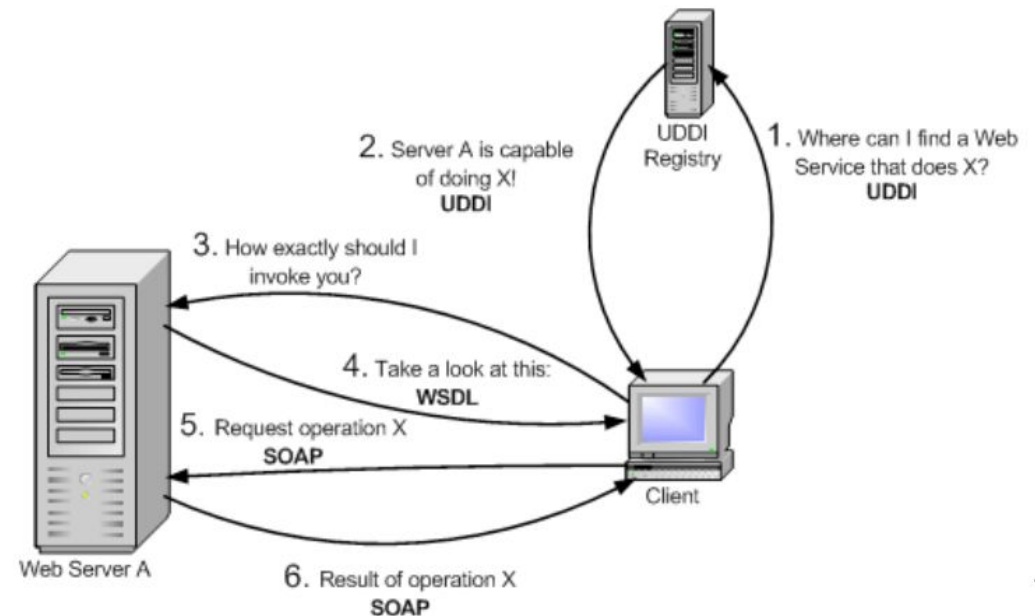 UDDI
Registry
1. Where can I find a Web
Service that does X?
UDDI
2. Server A is capable
of doing X!
UDDI
3. How exactly should I
invoke you?
4. Take a look at this:
WSDL
5. Request operation X
SOAP
Client
Web Server A
6. Result of operation X
SOAP